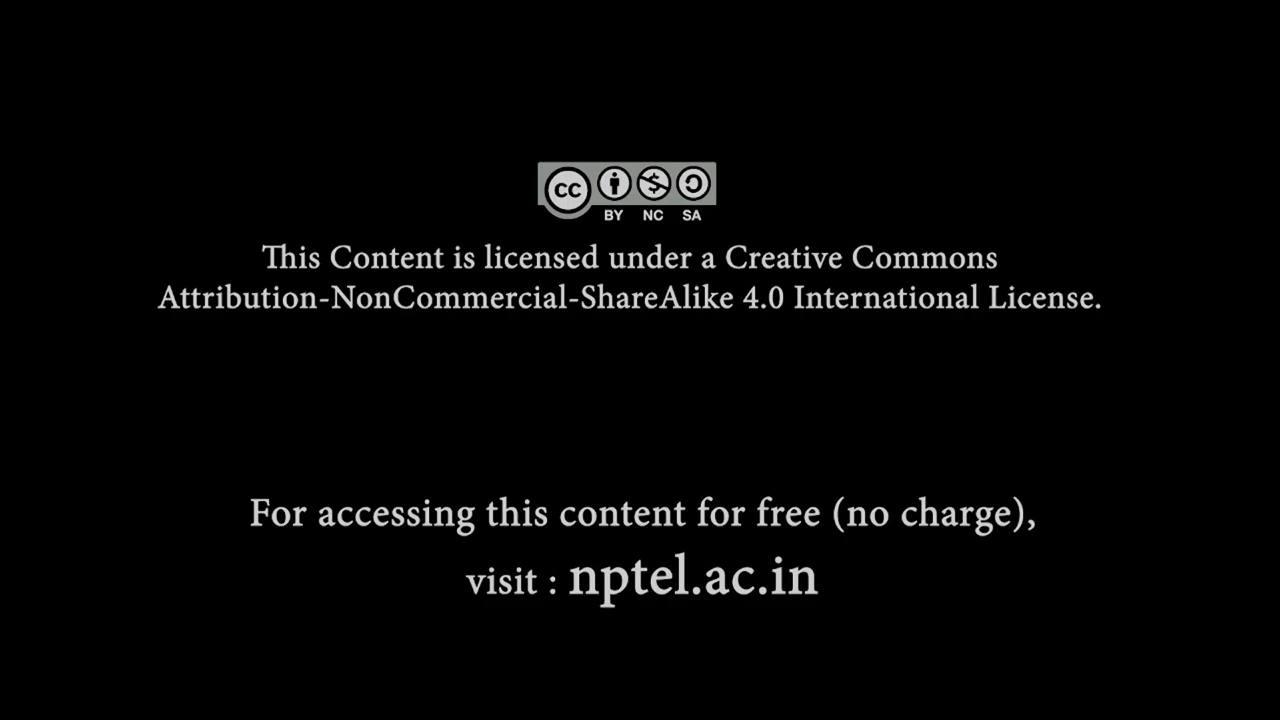 cc
BY NC SA
This Content is licensed under a Creative Commons
Attribution-NonCommercial-ShareAlike 4.0 International License.
For accessing this content for free (no charge),
visit : nptel.ac.in